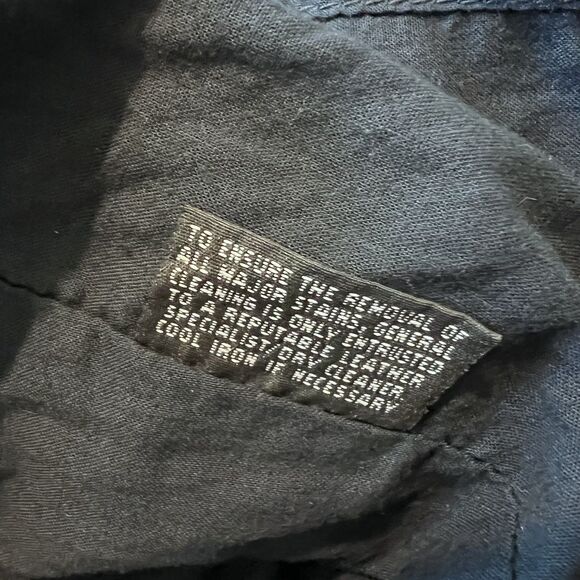 TO ENSURE THE REMOVAL OF
ALL MAJOR STAINS, GENERAL
CLEANING IS ONLY ENTRUSTED
TO A REPUTABLE LEATHER
SPECIALIST/DRY CLEANER.
COOL IRON IF NECESSARY